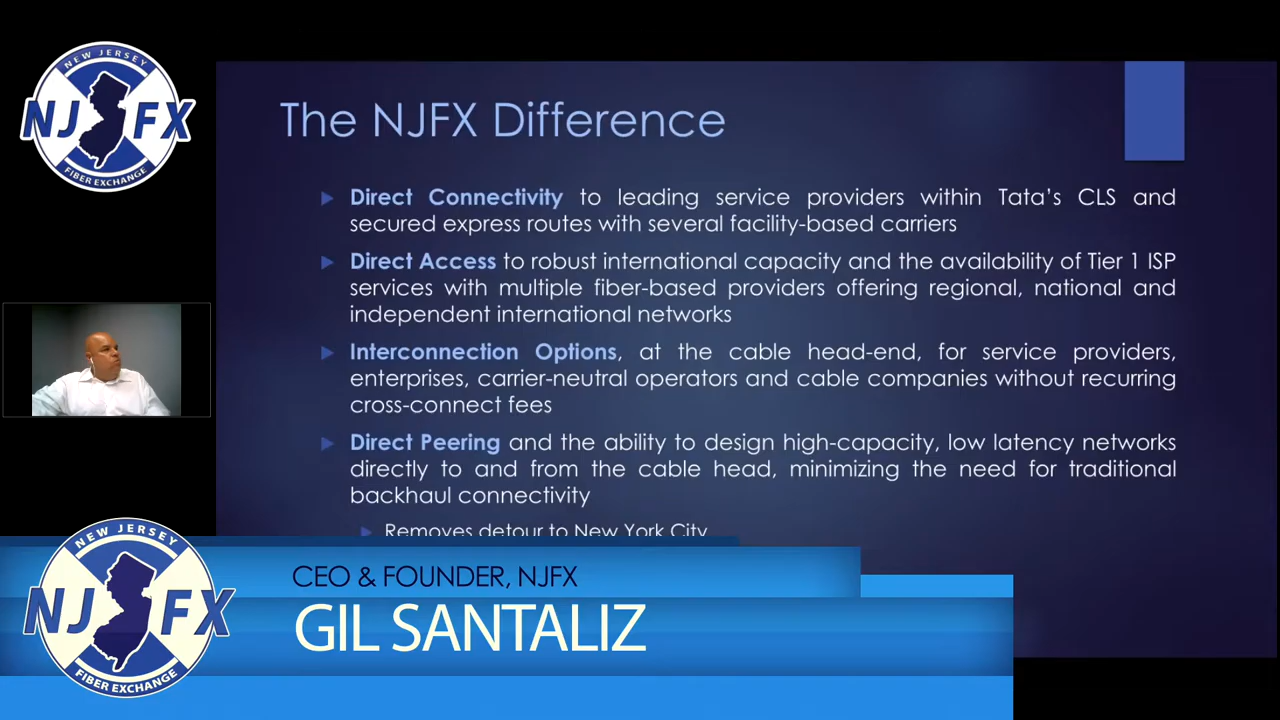 NEW JERSEY
NJ FX
FIBER EXCHANGE
The NJFX Difference
Direct Connectivity to leading service providers within Tata’s CLS and
secured express routes with several facility-based carriers
Direct Access to robust international capacity and the availability of Tier 1 ISP
services with multiple fiber-based providers offering regional, national and
independent international networks
Interconnection Options, at the cable head-end, for service providers,
enterprises, carrier-neutral operators and cable companies without recurring
cross-connect fees
Direct Peering and the ability to design high-capacity, low latency networks
directly to and from the cable head, minimizing the need for traditional
backhaul connectivity
Removes detour to New York City
NEW JERSEY
NJ FX
FIBER EXCHANGE
CEO & FOUNDER, NJFX
GIL SANTALIZ